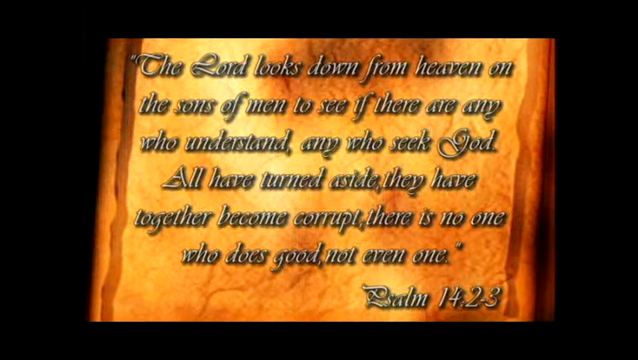 "The Lord looks down from heaven on
the sons of men to see if there are any
who understand, any who seek God.
All have turned aside,they have
together become corrupt,there is no one
who does good,not even one."
Psalm 14:2-3